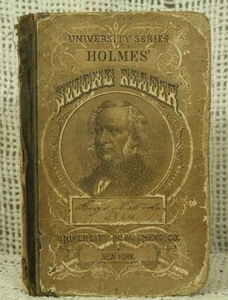 UNIVERSITY SERIES
HOLMES'
SECOND READER
UNIVERSITY PUBLISHING CO.
NEW YORK